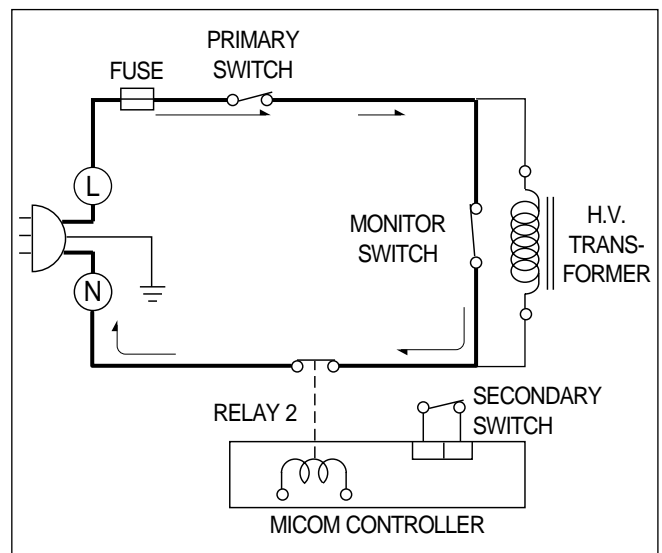 PRIMARY
SWITCH
FUSE
L
MONITOR
SWITCH
H.V.
TRANS-
FORMER
N
RELAY 2
SECONDARY
SWITCH
MICOM CONTROLLER